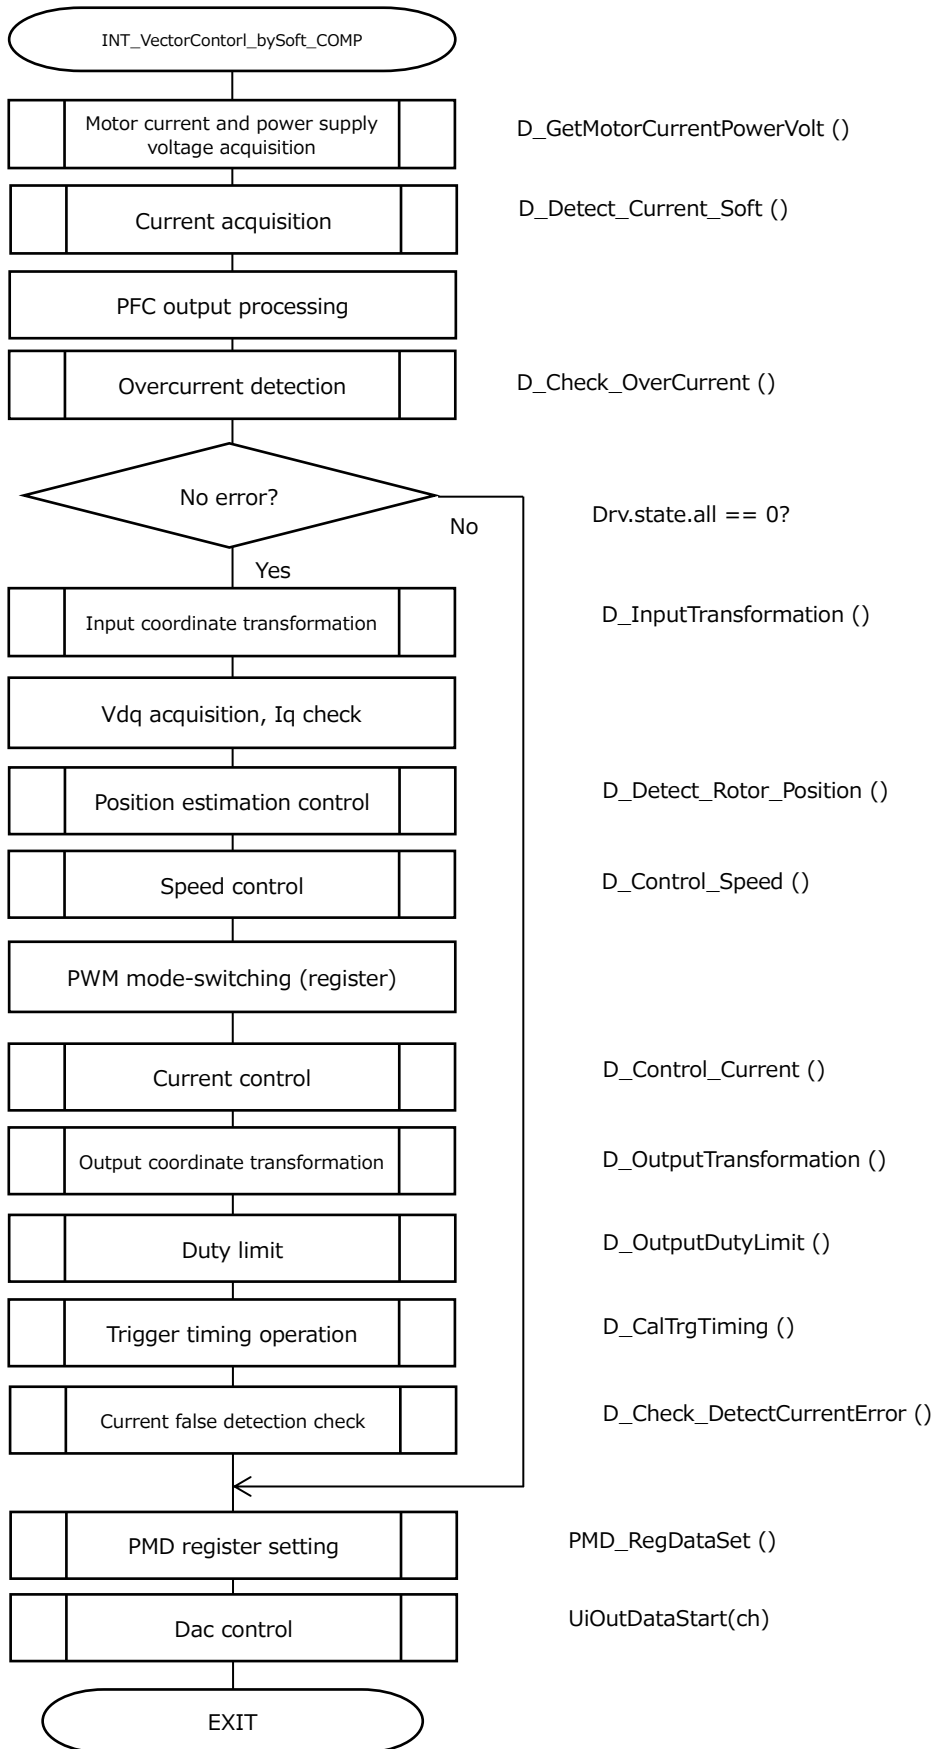 INT_VectorContorl_bySoft_COMP
Motor current and power supply
voltage acquisition
D_GetMotorCurrentPowerVolt ()
Current acquisition
D_Detect_Current_Soft ()
PFC output processing
Overcurrent detection
D_Check_OverCurrent ()
No error?
Drv.state.all == 0?
No
Yes
Input coordinate transformation
D_InputTransformation ()
Vdq acquisition, Iq check
Position estimation control
D_Detect_Rotor_Position ()
Speed control
D_Control_Speed ()
PWM mode-switching (register)
Current control
D_Control_Current ()
Output coordinate transformation
D_OutputTransformation ()
Duty limit
D_OutputDutyLimit ()
Trigger timing operation
D_CalTrgTiming ()
Current false detection check
D_Check_DetectCurrentError ()
PMD register setting
PMD_RegDataSet ()
Dac control
UiOutDataStart(ch)
EXIT